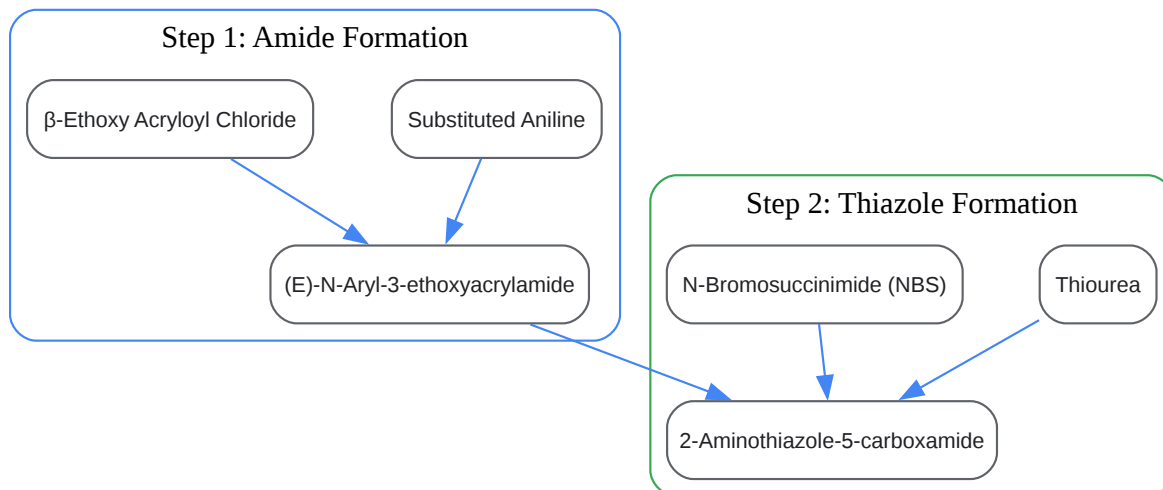 Step 1: Amide Formation
β-Ethoxy Acryloyl Chloride
Substituted Aniline
(E)-N-Aryl-3-ethoxyacrylamide
Step 2: Thiazole Formation
N-Bromosuccinimide (NBS)
Thiourea
2-Aminothiazole-5-carboxamide